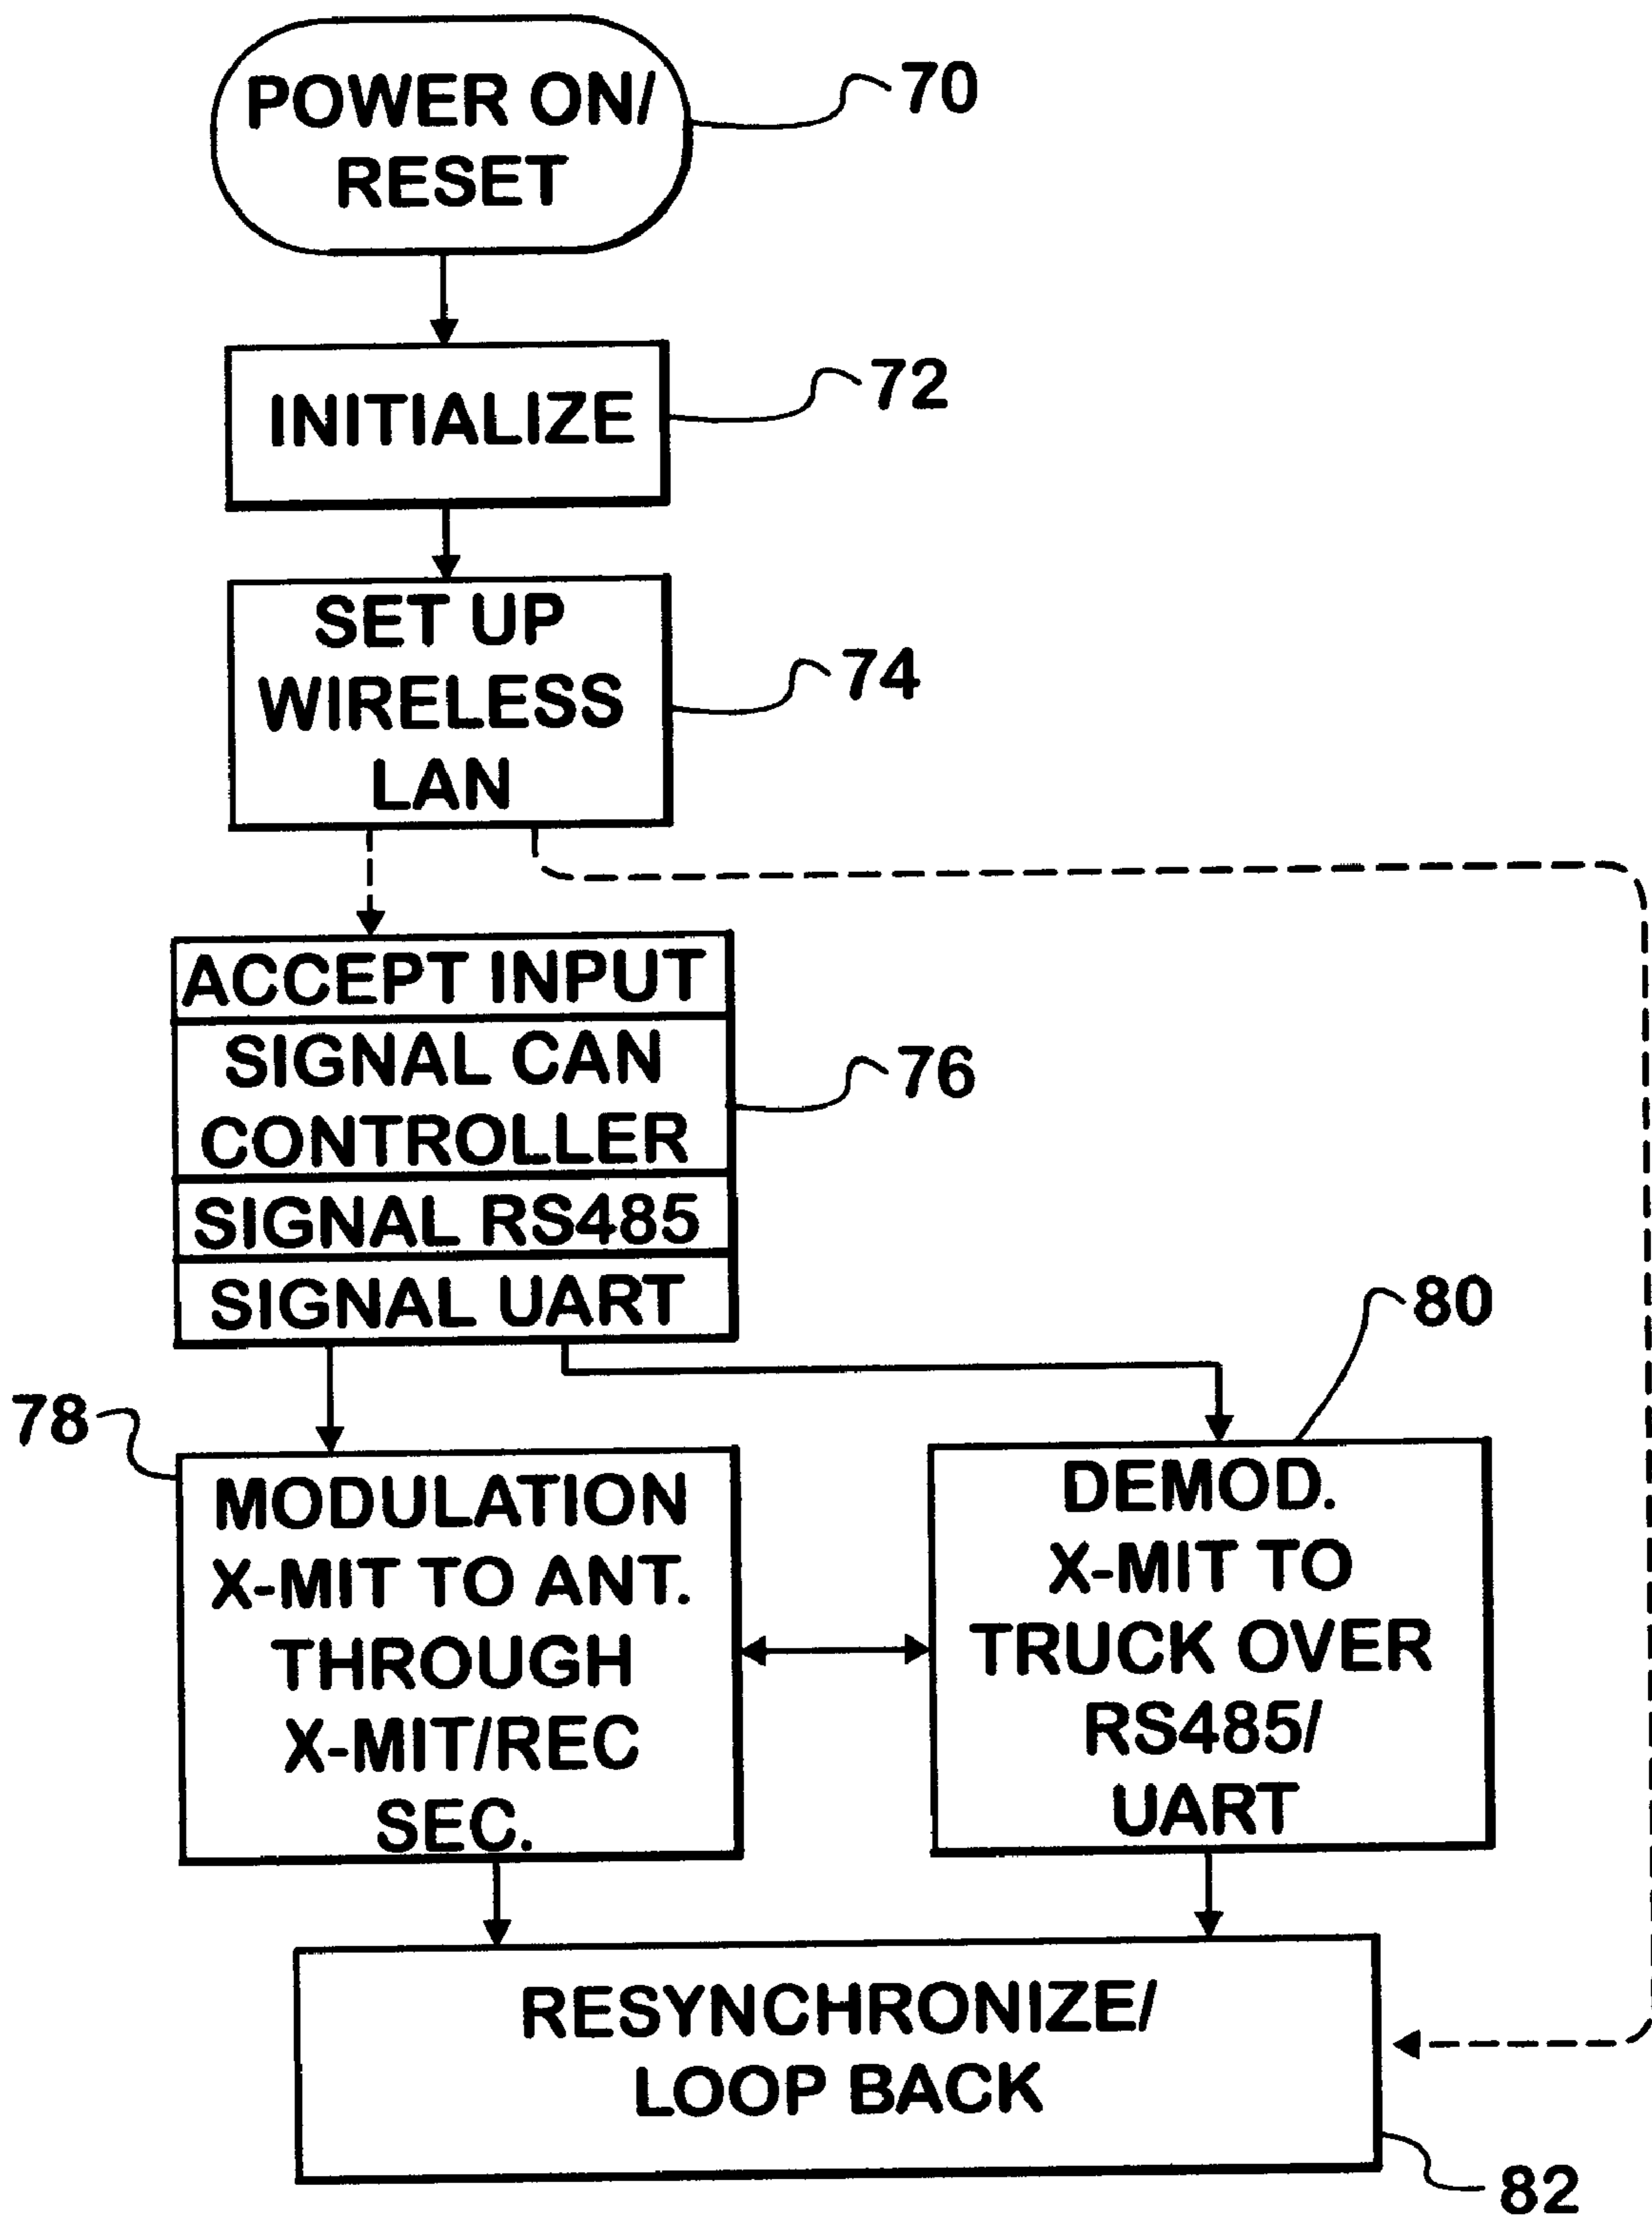 POWER ON/
RESET
70
INITIALIZE
72
SET UP
WIRELESS
LAN
74
ACCEPT INPUT
SIGNAL CAN
CONTROLLER
SIGNAL RS485
SIGNAL UART
76
78
MODULATION
X-MIT TO ANT.
THROUGH
X-MIT/REC
SEC.
80
DEMOD.
X-MIT TO
TRUCK OVER
RS485/
UART
RESYNCHRONIZE/
LOOP BACK
82